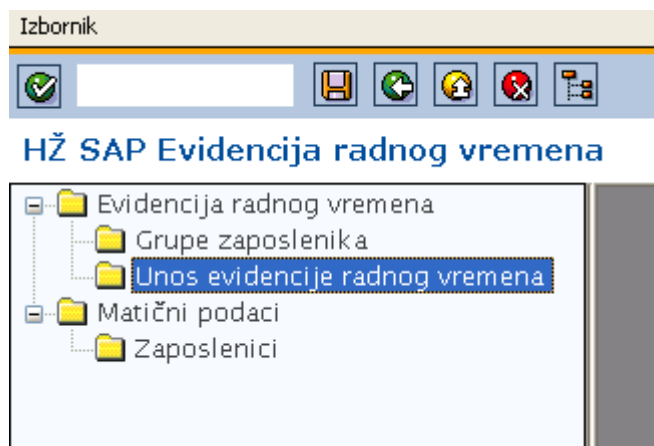 Izbornik
HŽ SAP Evidencija radnog vremena
Evidencija radnog vremena
Grupe zaposlenika
Unos evidencije radnog vremena
Matični podaci
Zaposlenici